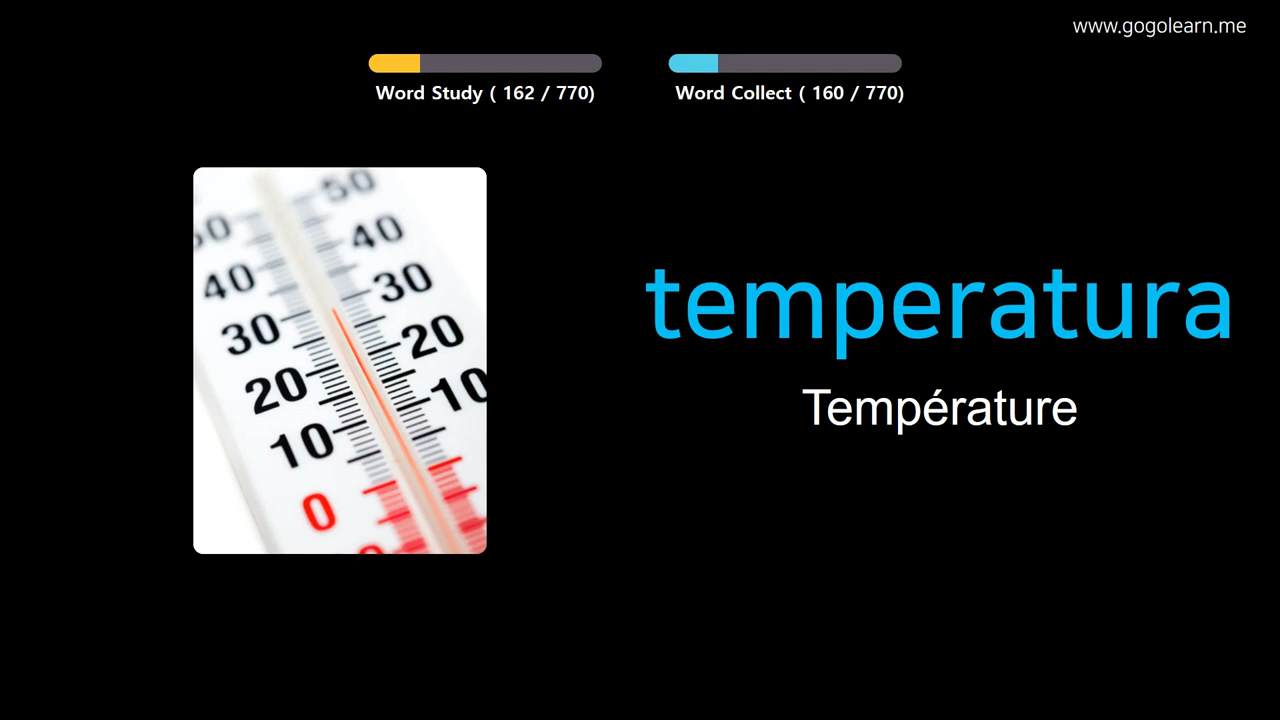 www.gogolearn.me
Word Study ( 162 / 770)
Word Collect ( 160 / 770)
50
50 40
40 30
30 20
20 10
10
0
temperatura
Température